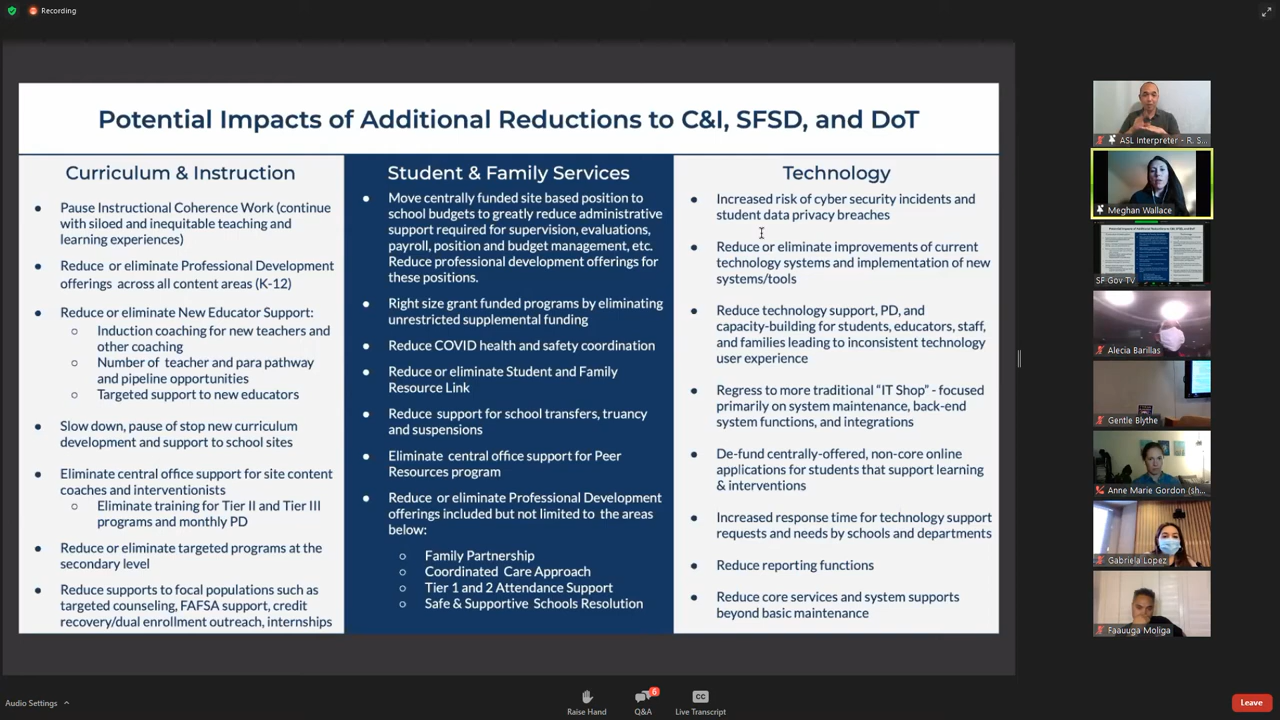 Recording
Potential Impacts of Additional Reductions to C&I, SFSD, and DoT
Curriculum & Instruction
Pause Instructional Coherence Work (continue
with siloed and inequitable teaching and
learning experiences)
Reduce or eliminate Professional Development
offerings across all content areas (K-12)
Reduce or eliminate New Educator Support:
Induction coaching for new teachers and
other coaching
Number of teacher and para pathway
and pipeline opportunities
Targeted support to new educators
Slow down, pause of stop new curriculum
development and support to school sites
Eliminate central office support for site content
coaches and interventionists
Eliminate training for Tier II and Tier III
programs and monthly PD
Reduce or eliminate targeted programs at the
secondary level
Reduce supports to focal populations such as
targeted counseling, FAFSA support, credit
recovery/dual enrollment outreach, internships
Student & Family Services
Move centrally funded site based position to
school budgets to greatly reduce administrative
support required for supervision, evaluations,
payroll, position and budget management, etc.
Reduce professional development offerings for
these positions
Right size grant funded programs by eliminating
unrestricted supplemental funding
Reduce COVID health and safety coordination
Reduce or eliminate Student and Family
Resource Link
Reduce support for school transfers, truancy
and suspensions
Eliminate central office support for Peer
Resources program
Reduce or eliminate Professional Development
offerings included but not limited to the areas
below:
Family Partnership
Coordinated Care Approach
Tier 1 and 2 Attendance Support
Safe & Supportive Schools Resolution
Technology
Increased risk of cyber security incidents and
student data privacy breaches
Reduce or eliminate improvements of current
technology systems and implementation of new
systems/tools
Reduce technology support, PD, and
capacity-building for students, educators, staff,
and families leading to inconsistent technology
user experience
Regress to more traditional “IT Shop” - focused
primarily on system maintenance, back-end
system functions, and integrations
De-fund centrally-offered, non-core online
applications for students that support learning
& interventions
Increased response time for technology support
requests and needs by schools and departments
Reduce reporting functions
Reduce core services and system supports
beyond basic maintenance
ASL Interpreter - R. S...
Meghan Wallace
SF Gov TV
Alecia Barillas
Gentle Blythe
Anne Marie Gordon (sh...
Gabriela Lopez
Faauuga Moliga
Audio Settings
Raise Hand
6
Q&A
CC
Live Transcript
Leave